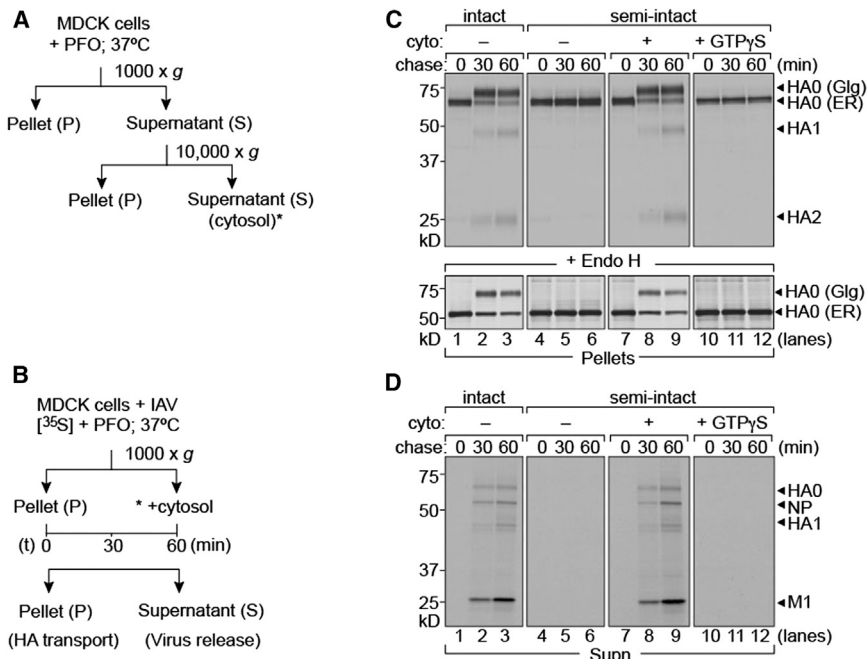 A
MDCK cells
+ PFO; 37ºC
1000 x g
Pellet (P) Supernatant (S)
10,000 x g
Pellet (P) Supernatant (S)
(cytosol)*
B
MDCK cells + IAV
[35S] + PFO; 37ºC
1000 x g
Pellet (P) * +cytosol
(t) 0 30 60 (min)
Pellet (P) Supernatant (S)
(HA transport) (Virus release)
C
intact semi-intact
cyto: – – + + GTPγS
chase: 0 30 60 0 30 60 0 30 60 0 30 60 (min)
75 HA0 (Glg)
HA0 (ER)
50 HA1
37
25 HA2
kD
+ Endo H
75 HA0 (Glg)
50 HA0 (ER)
kD 1 2 3 4 5 6 7 8 9 10 11 12 (lanes)
Pellets
D
intact semi-intact
cyto: – – + + GTPγS
chase: 0 30 60 0 30 60 0 30 60 0 30 60 (min)
75
HA0
50 NP
HA1
37
25 M1
kD
1 2 3 4 5 6 7 8 9 10 11 12 (lanes)
Supn